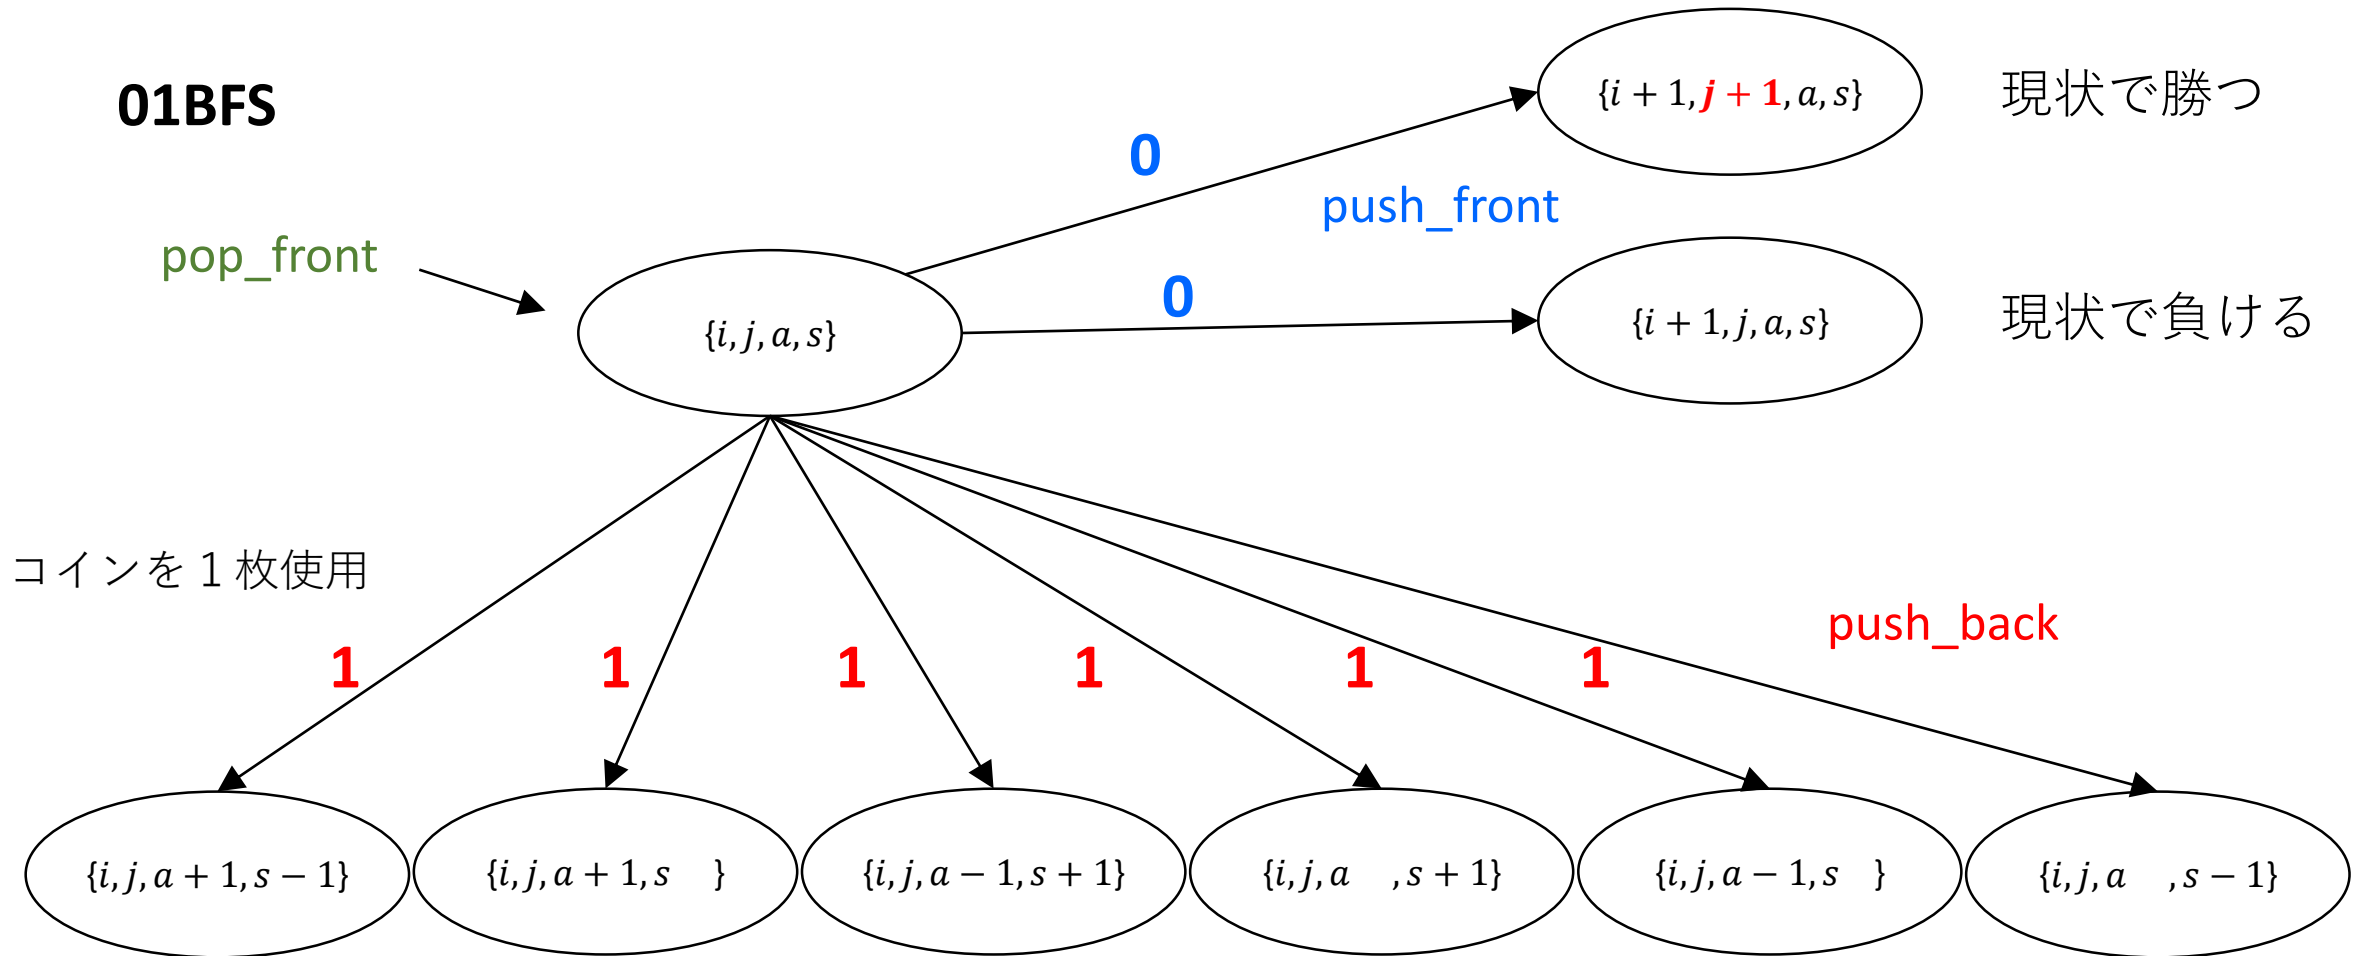 01BFS
{i + 1, j + 1, a, s}
現状で勝つ
0
push_front
pop_front
0
{i, j, a, s}
{i + 1, j, a, s}
現状で負ける
コインを１枚使用
push_back
1 1 1 1 1 1
{i, j, a + 1, s − 1}
{i, j, a + 1, s }
{i, j, a − 1, s + 1}
{i, j, a , s + 1}
{i, j, a − 1, s }
{i, j, a , s − 1}